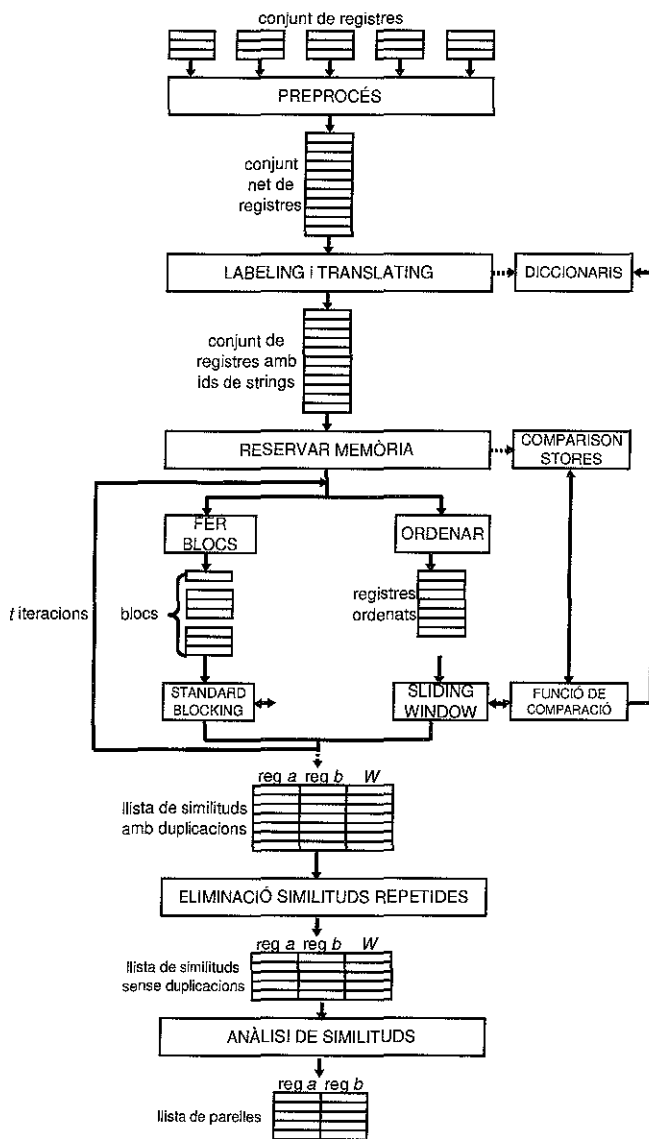 conjunt de registres
PREPROCÉS
conjunt
net de
registres
LABELING i TRANSLATING
DICCIONARIS
conjunt de
registres amb
ids de strings
RESERVAR MEMÒRIA
COMPARISON
STORES
FER
BLOCS
ORDENAR
t iteracions
blocs
registres
ordenats
STANDARD
BLOCKING
SLIDING
WINDOW
FUNCIÓ DE
COMPARACIÓ
reg a reg b W
llista de similituds
amb duplicacions
ELIMINACIÓ SIMILITUDS REPETIDES
reg a reg b W
llista de similituds
sense duplicacions
ANÀLISI DE SIMILITUDS
reg a reg b
llista de parelles